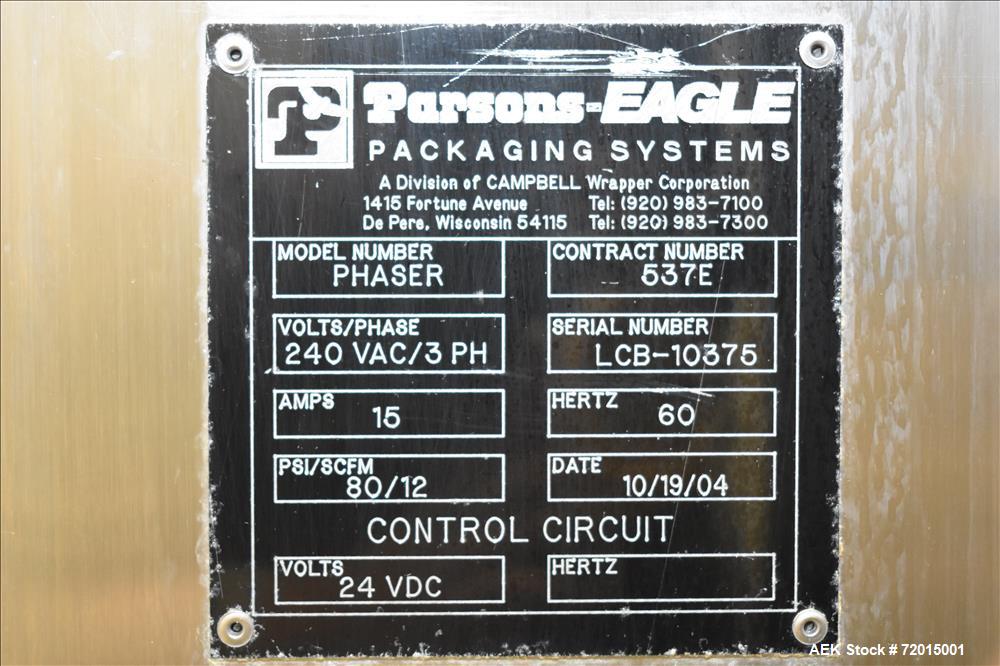 Parsons-EAGLE
PACKAGING SYSTEMS
A Division of CAMPBELL Wrapper Corporation
1415 Fortune Avenue Tel: (920) 983-7100
De Pere, Wisconsin 54115 Tel: (920) 983-7300
MODEL NUMBER CONTRACT NUMBER
PHASER 537E
VOLTS/PHASE SERIAL NUMBER
240 VAC/3 PH LCB-10375
AMPS HERTZ
15 60
PSI/SCFM DATE
80/12 10/19/04
CONTROL CIRCUIT
VOLTS HERTZ
24 VDC
AEK Stock # 72015001